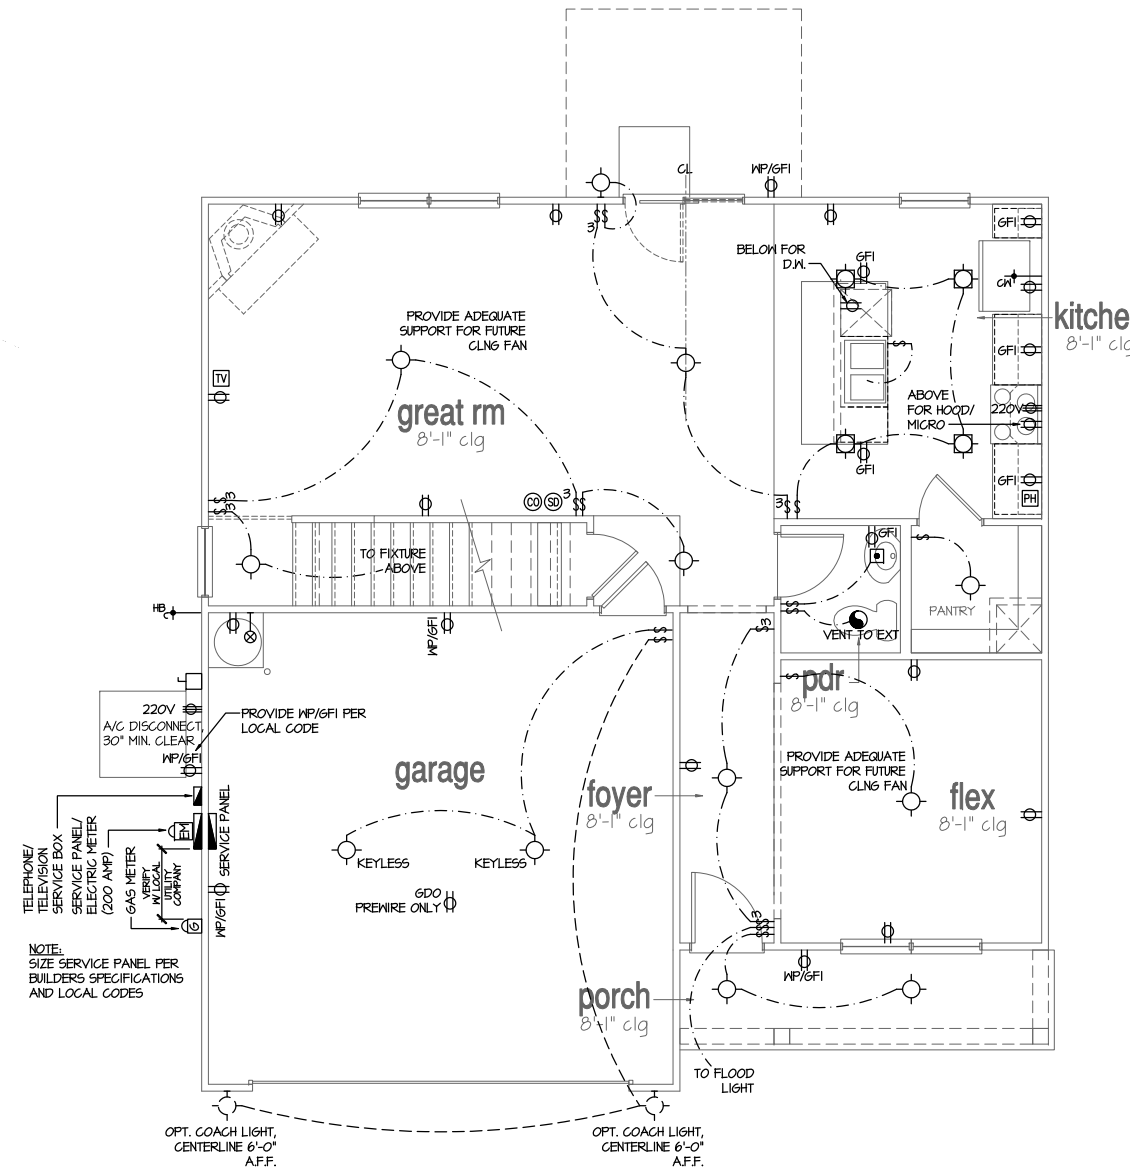 CL
WP/GFI
3
GFI
BELOW FOR
D.W.
GFI
CW
kitche
8'-1" clg
PROVIDE ADEQUATE
SUPPORT FOR FUTURE
CLNG FAN
GFI
TV
ABOVE
FOR HOOD/
MICRO
220V
great rm
8'-1" clg
GFI
GFI
PH
3
3
CO
SD
3
3
GFI
TO FIXTURE
ABOVE
HB
C
PANTRY
WP/GFI
3
VENT TO EXT
pdr
8'-1" clg
220V
A/C DISCONNECT,
30" MIN. CLEAR
WP/GFI
PROVIDE WP/GFI PER
LOCAL CODE
PROVIDE ADEQUATE
SUPPORT FOR FUTURE
CLNG FAN
garage
foyer
8'-1" clg
flex
8'-1" clg
TELEPHONE/
TELEVISION
SERVICE BOX
SERVICE PANEL/
ELECTRIC METER
(200 AMP)
GAS METER
VERIFY
W/ LOCAL
UTILITY
COMPANY
EM
G
SERVICE PANEL
WP/GFI
KEYLESS
KEYLESS
GDO
PREWIRE ONLY
3
NOTE:
SIZE SERVICE PANEL PER
BUILDERS SPECIFICATIONS
AND LOCAL CODES
WP/GFI
porch
8'-1" clg
TO FLOOD
LIGHT
OPT. COACH LIGHT,
CENTERLINE 6'-0"
A.F.F.
OPT. COACH LIGHT,
CENTERLINE 6'-0"
A.F.F.